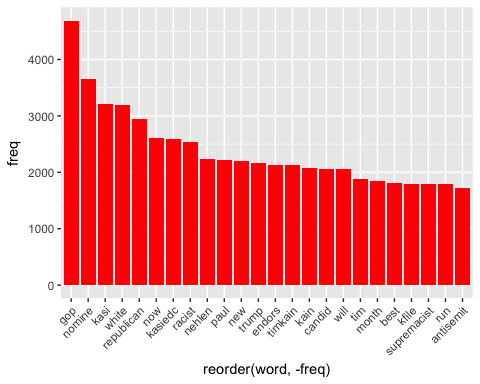 4000
3000
2000
1000
0
freq
gop
nomine
kasi
white
republican
now
kasiedc
racist
nehlen
paul
new
trump
endors
timkain
kain
candid
will
tim
month
best
kfile
supremacist
run
antisemit
reorder(word, -freq)